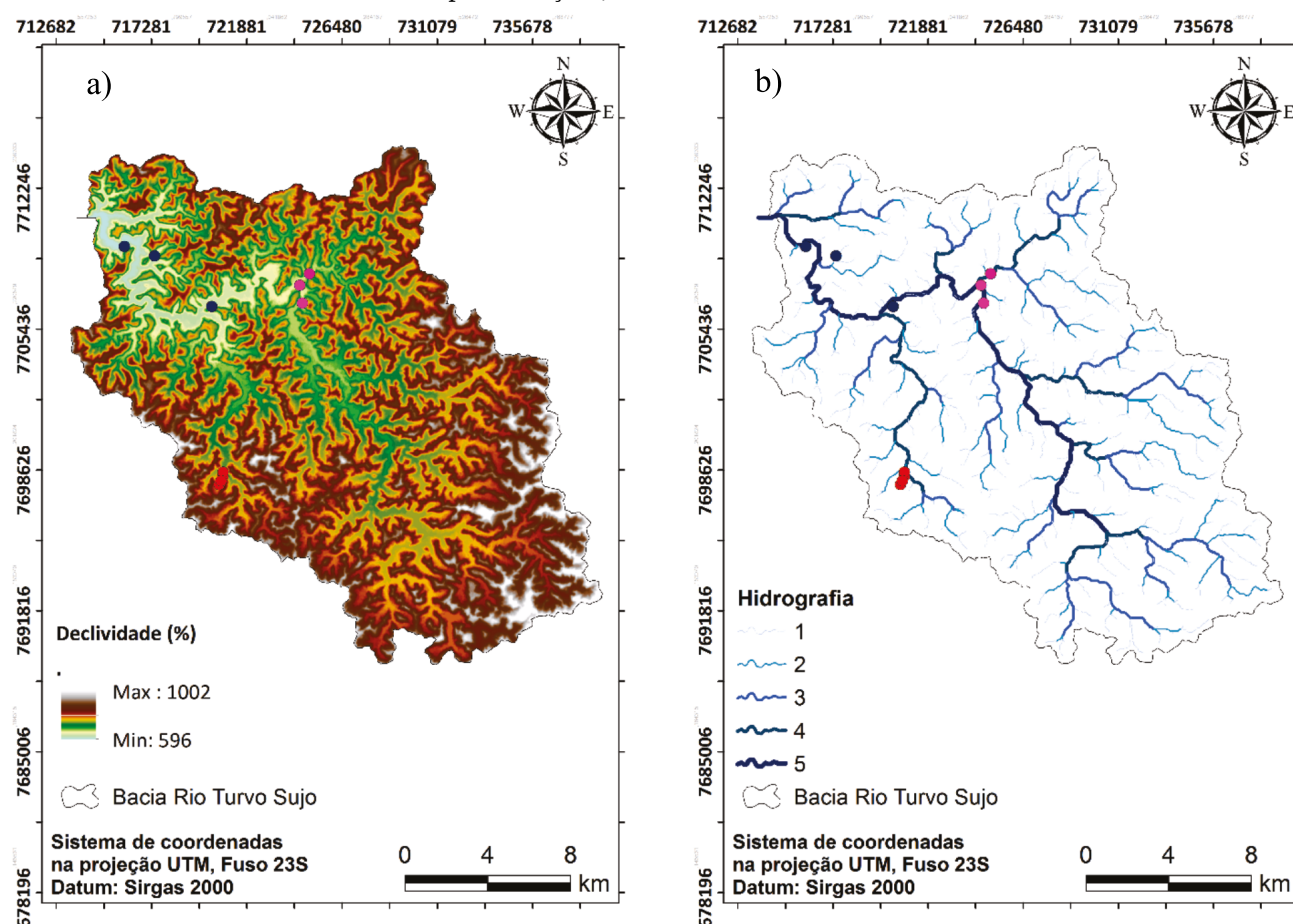 712682 717281 721881 726480 731079 735678
a)
N
W E
S
7712246
7705436
7698626
7691816
7685006
678196
Declividade (%)
Max : 1002
Min: 596
Bacia Rio Turvo Sujo
Sistema de coordenadas
na projeção UTM, Fuso 23S
Datum: Sirgas 2000
0 4 8
km
712682 717281 721881 726480 731079 735678
b)
N
W E
S
7712246
7705436
7698626
7691816
7685006
678196
Hidrografia
1
2
3
4
5
Bacia Rio Turvo Sujo
Sistema de coordenadas
na projeção UTM, Fuso 23S
Datum: Sirgas 2000
0 4 8
km